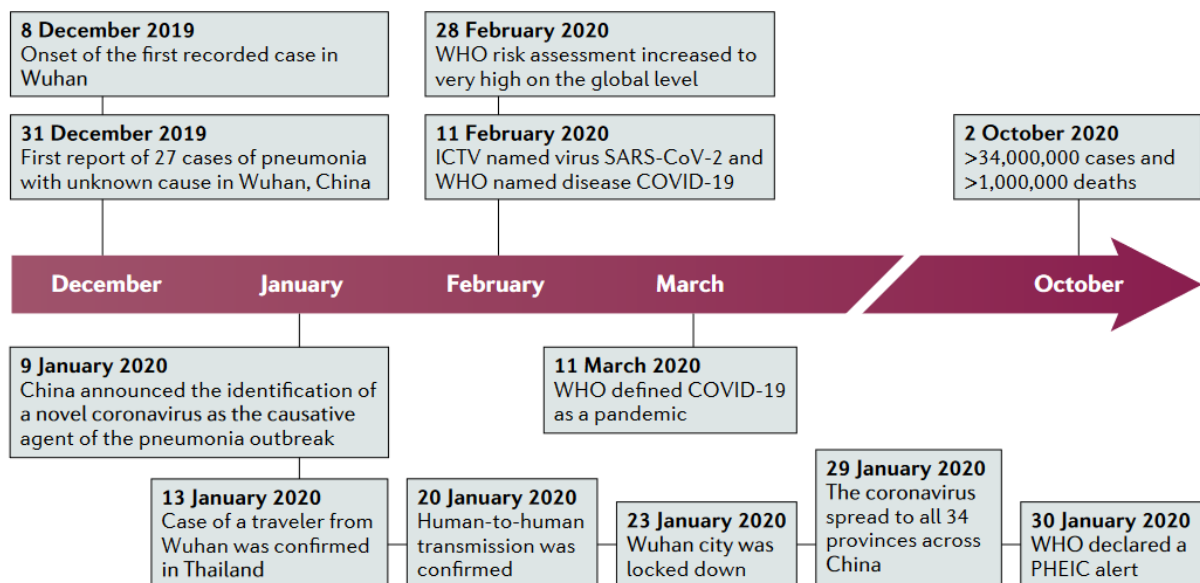 8 December 2019
Onset of the first recorded case in
Wuhan
28 February 2020
WHO risk assessment increased to
very high on the global level
31 December 2019
First report of 27 cases of pneumonia
with unknown cause in Wuhan, China
11 February 2020
ICTV named virus SARS-CoV-2 and
WHO named disease COVID-19
2 October 2020
>34,000,000 cases and
>1,000,000 deaths
December January February March October
9 January 2020
China announced the identification of
a novel coronavirus as the causative
agent of the pneumonia outbreak
11 March 2020
WHO defined COVID-19
as a pandemic
13 January 2020
Case of a traveler from
Wuhan was confirmed
in Thailand
20 January 2020
Human-to-human
transmission was
confirmed
23 January 2020
Wuhan city was
locked down
29 January 2020
The coronavirus
spread to all 34
provinces across
China
30 January 2020
WHO declared a
PHEIC alert